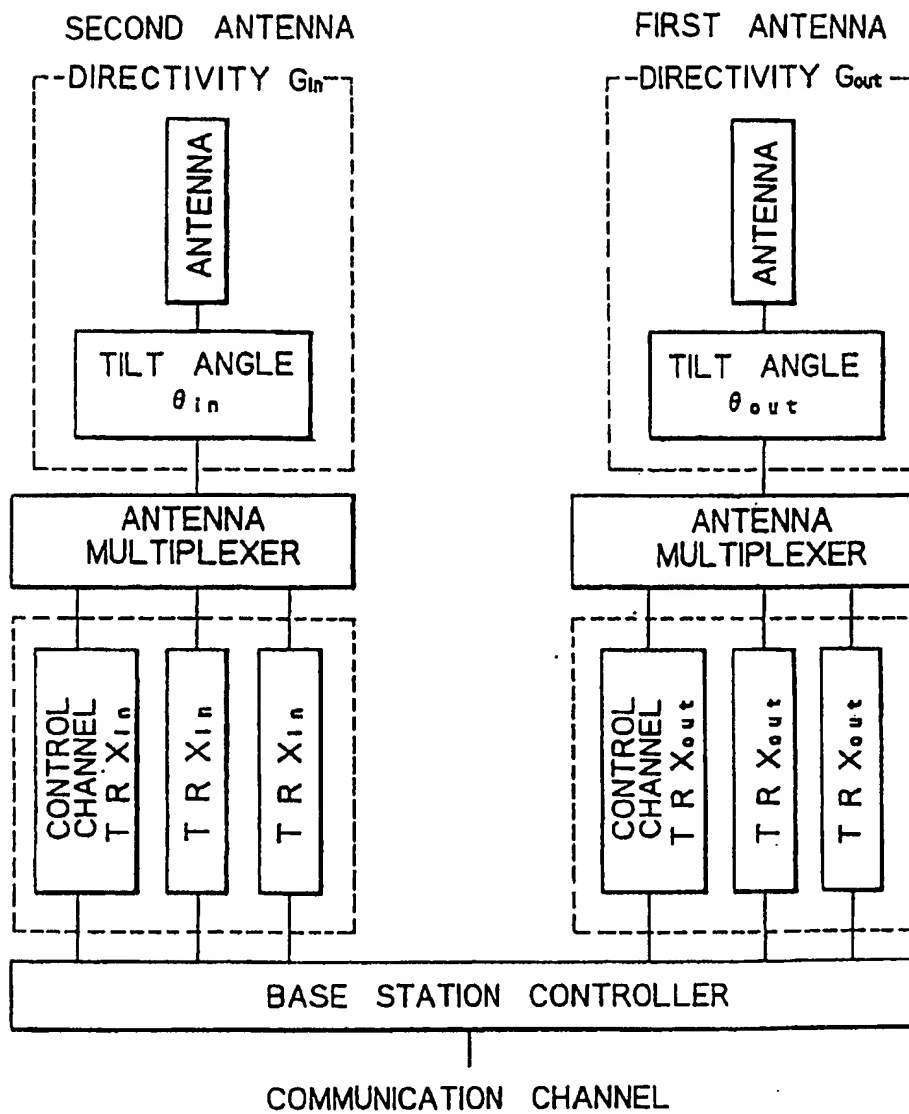 SECOND ANTENNA
DIRECTIVITY Gin
ANTENNA
TILT ANGLE
θin
ANTENNA
MULTIPLEXER
CONTROL
CHANNEL
TRXin
TRXin
TRXin
FIRST ANTENNA
DIRECTIVITY Gout
ANTENNA
TILT ANGLE
θout
ANTENNA
MULTIPLEXER
CONTROL
CHANNEL
TRXout
TRXout
TRXout
BASE STATION CONTROLLER
COMMUNICATION CHANNEL